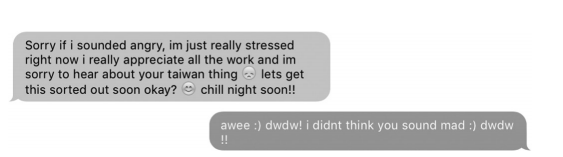 Sorry if i sounded angry, im just really stressed
right now i really appreciate all the work and im
sorry to hear about your taiwan thing 😞 lets get
this sorted out soon okay? 😊 chill night soon!!
awee :) dwdw! i didnt think you sound mad :) dwdw
!!